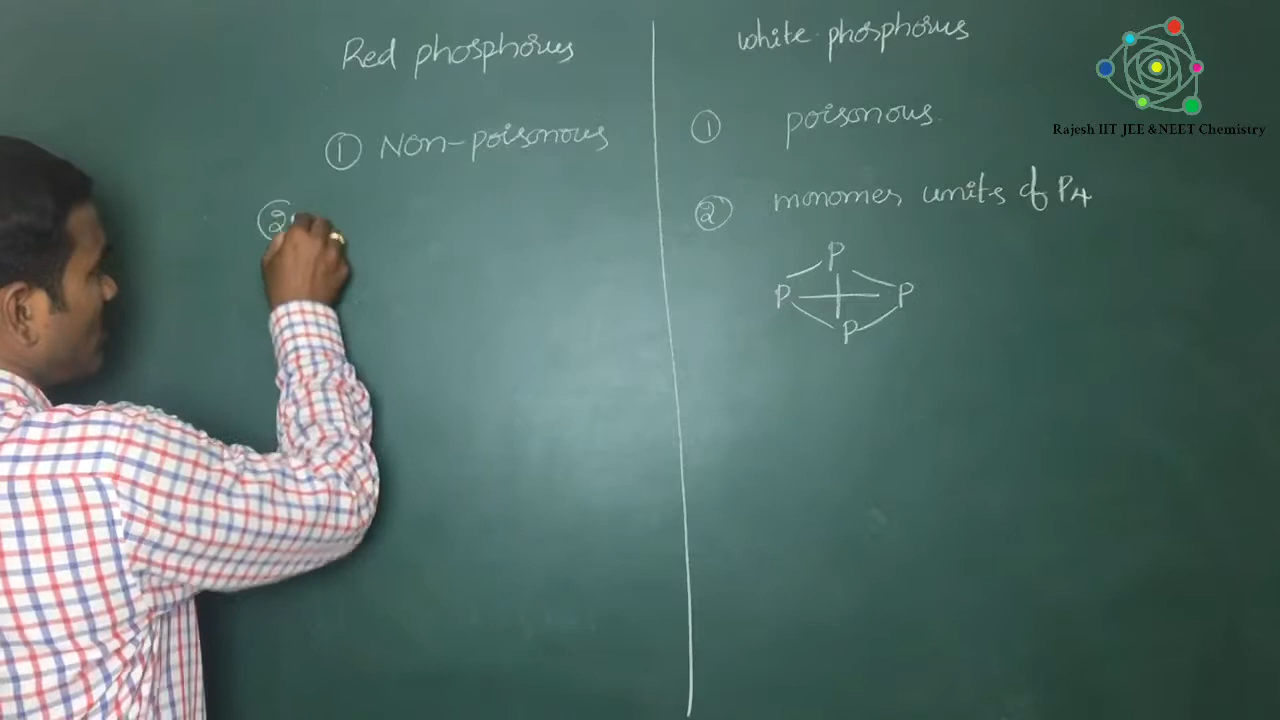 Red phosphorus
① Non-poisonous
②
white phosphorus
① poisonous.
② monomer units of P4
P
P P
P
Rajesh IIT JEE &NEET Chemistry